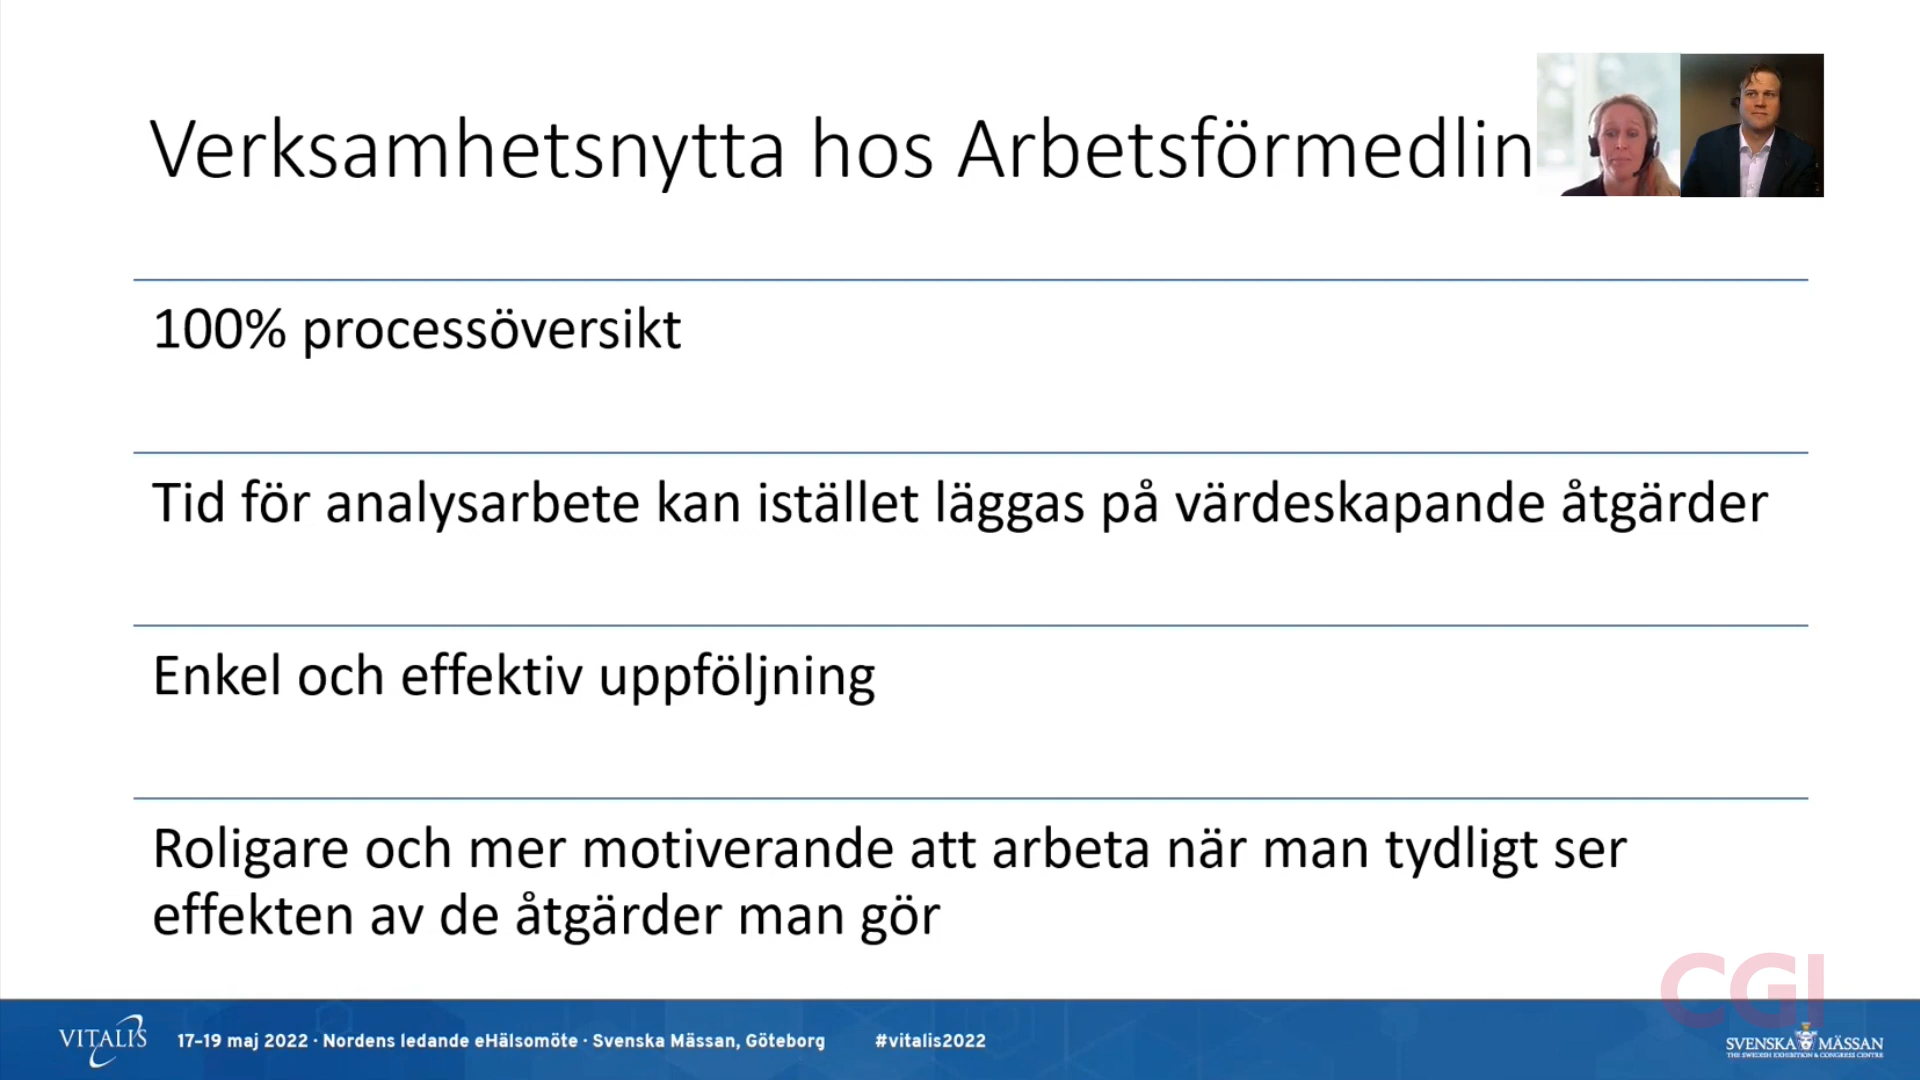 Verksamhetsnytta hos Arbetsförmedlin
100% processöversikt
Tid för analysarbete kan istället läggas på värdeskapande åtgärder
Enkel och effektiv uppföljning
Roligare och mer motiverande att arbeta när man tydligt ser
effekten av de åtgärder man gör
CGI
VITALIS
17-19 maj 2022 · Nordens ledande eHälsomöte · Svenska Mässan, Göteborg
#vitalis2022
SVENSKA MÄSSAN
THE SWEDISH EXHIBITION & CONGRESS CENTRE